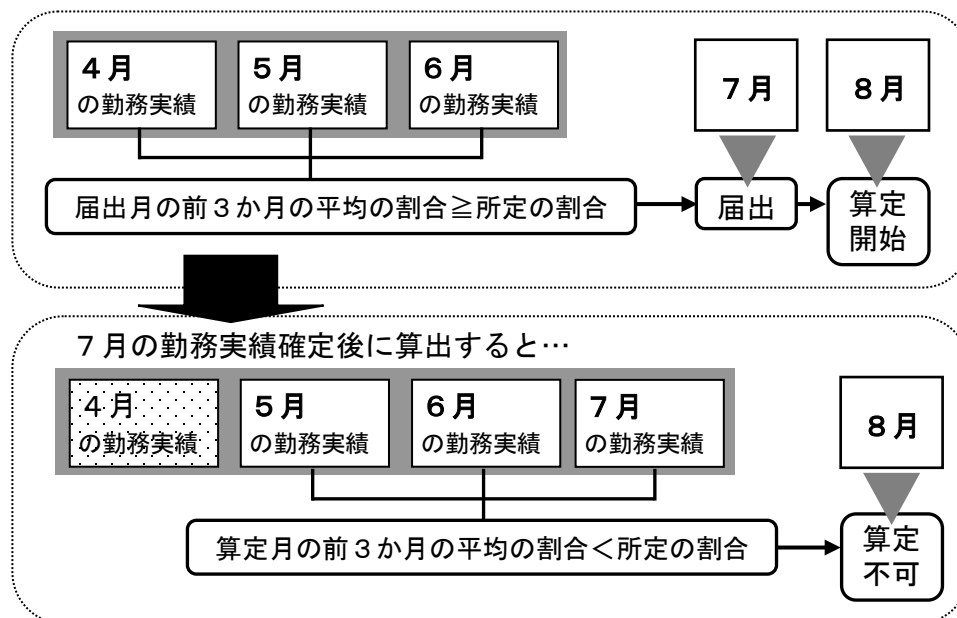 ４月
の勤務実績
５月
の勤務実績
６月
の勤務実績
７月
８月
届出月の前３か月の平均の割合≧所定の割合
届出
算定
開始
７月の勤務実績確定後に算出すると…
４月
の勤務実績
５月
の勤務実績
６月
の勤務実績
７月
の勤務実績
８月
算定月の前３か月の平均の割合＜所定の割合
算定
不可